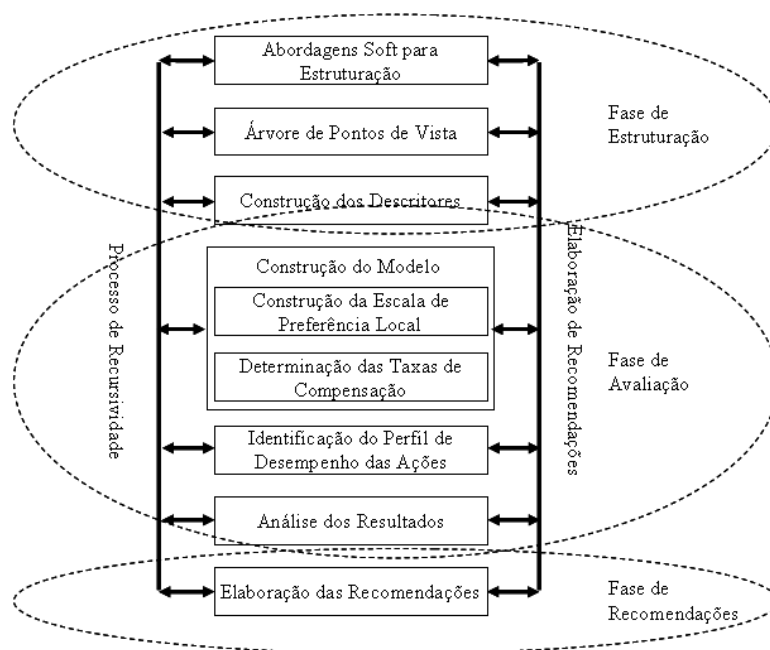 Abordagens Soft para
Estruturação
Fase de
Estruturação
Árvore de Pontos de Vista
Construção dos Descritores
Processo de Recursividade
Elaboração de Recomendações
Construção do Modelo
Construção da Escala de
Preferência Local
Determinação das Taxas de
Compensação
Fase de
Avaliação
Identificação do Perfil de
Desempenho das Ações
Análise dos Resultados
Elaboração das Recomendações
Fase de
Recomendações